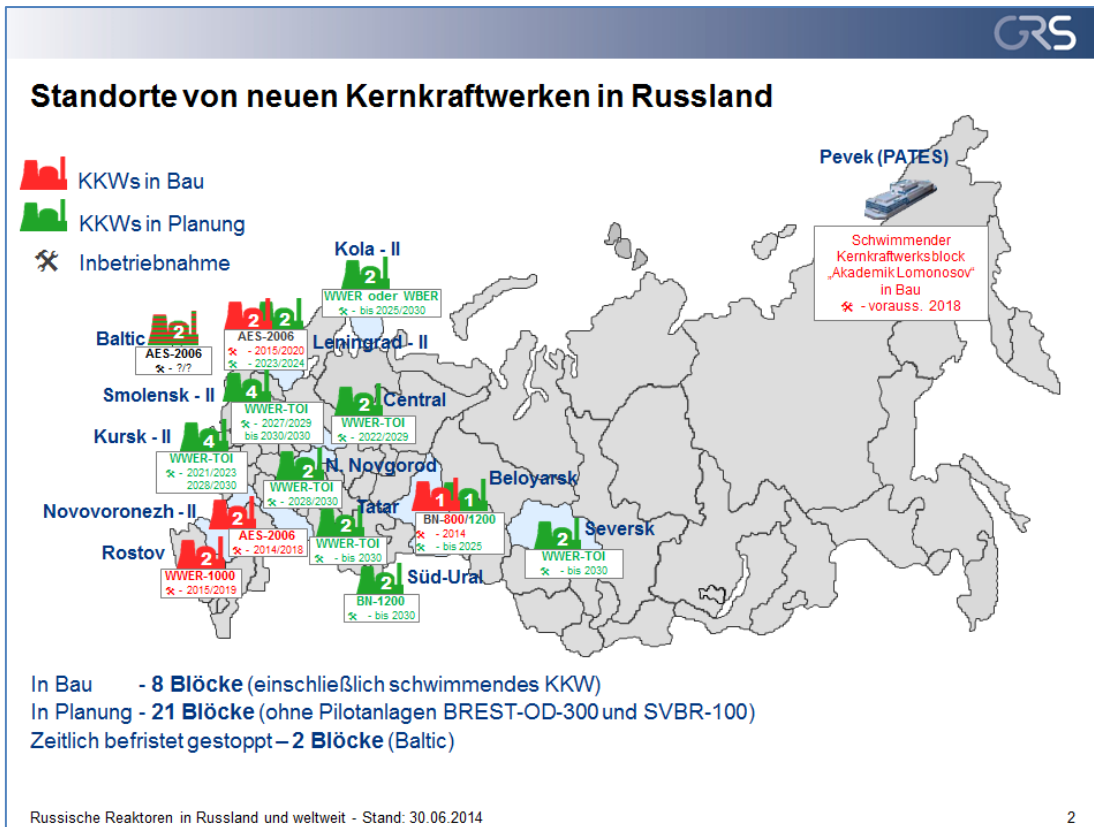 GRS
Standorte von neuen Kernkraftwerken in Russland
KKWs in Bau
KKWs in Planung
Inbetriebnahme
Pevek (PATES)
Schwimmender
Kernkraftwerksblock
„Akademik Lomonosov“
in Bau
- vorauss. 2018
Kola - II
2
WWER oder WBER
- bis 2025/2030
Baltic
2
AES-2006
- ?/?
2 2
AES-2006
- 2015/2020
- 2023/2024
Leningrad - II
Smolensk - II
4
WWER-TOI
- 2027/2029
bis 2030/2030
Central
2
WWER-TOI
- 2022/2029
Kursk - II
4
WWER-TOI
- 2021/2023
2028/2030
N. Novgorod
2
WWER-TOI
- 2028/2030
Beloyarsk
1 1
BN-800/1200
- 2014
- bis 2025
Novovoronezh - II
2
AES-2006
- 2014/2018
Tatar
2
WWER-TOI
- bis 2030
Seversk
2
WWER-TOI
- bis 2030
Rostov
2
WWER-1000
- 2015/2019
Süd-Ural
2
BN-1200
- bis 2030
In Bau - 8 Blöcke (einschließlich schwimmendes KKW)
In Planung - 21 Blöcke (ohne Pilotanlagen BREST-OD-300 und SVBR-100)
Zeitlich befristet gestoppt – 2 Blöcke (Baltic)
Russische Reaktoren in Russland und weltweit - Stand: 30.06.2014
2